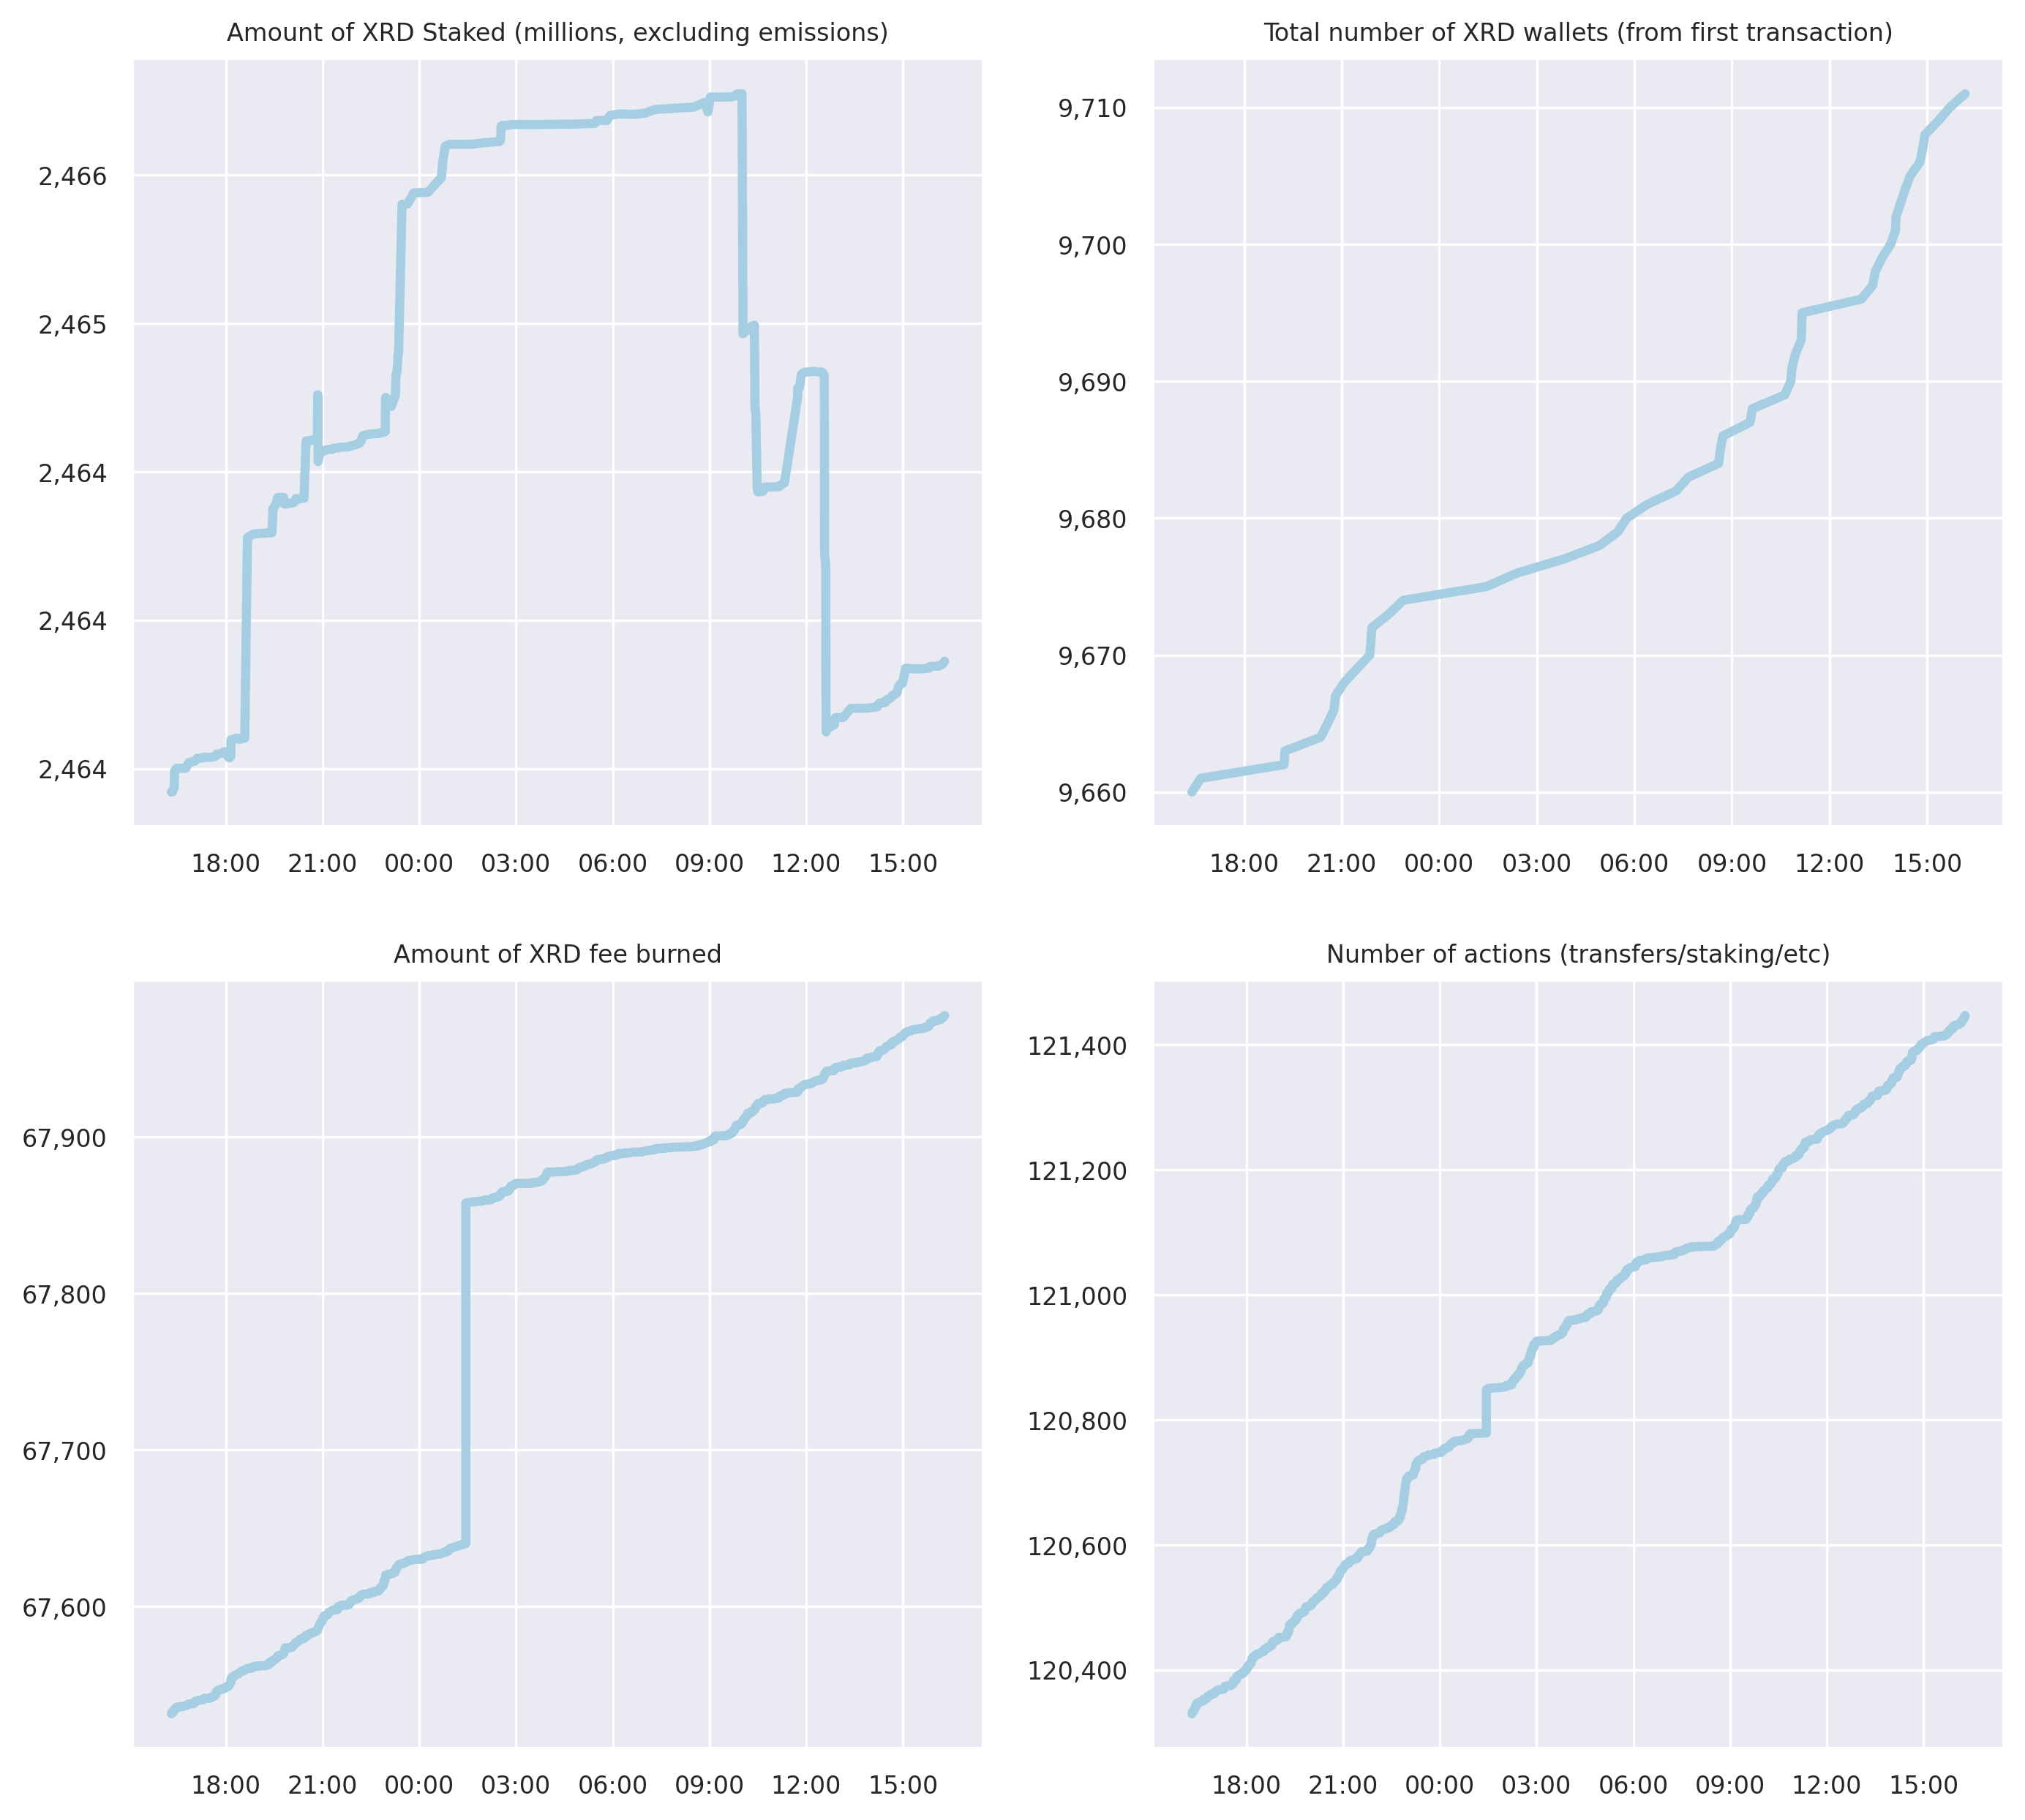 Amount of XRD Staked (millions, excluding emissions)
2,466
2,465
2,464
2,464
2,464
18:00 21:00 00:00 03:00 06:00 09:00 12:00 15:00
Total number of XRD wallets (from first transaction)
9,710
9,700
9,690
9,680
9,670
9,660
18:00 21:00 00:00 03:00 06:00 09:00 12:00 15:00
Amount of XRD fee burned
67,900
67,800
67,700
67,600
18:00 21:00 00:00 03:00 06:00 09:00 12:00 15:00
Number of actions (transfers/staking/etc)
121,400
121,200
121,000
120,800
120,600
120,400
18:00 21:00 00:00 03:00 06:00 09:00 12:00 15:00